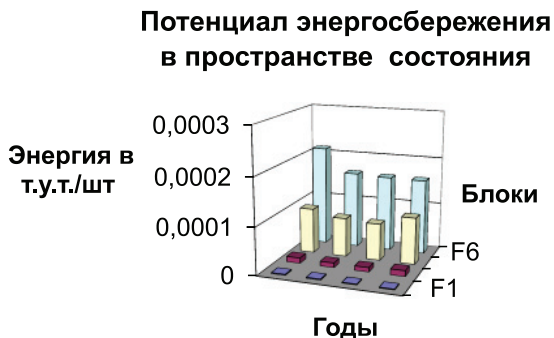 Потенциал энергосбережения
в пространстве состояния
Энергия в
т.у.т./шт
0,0003
0,0002
0,0001
0
Блоки
F6
F1
Годы